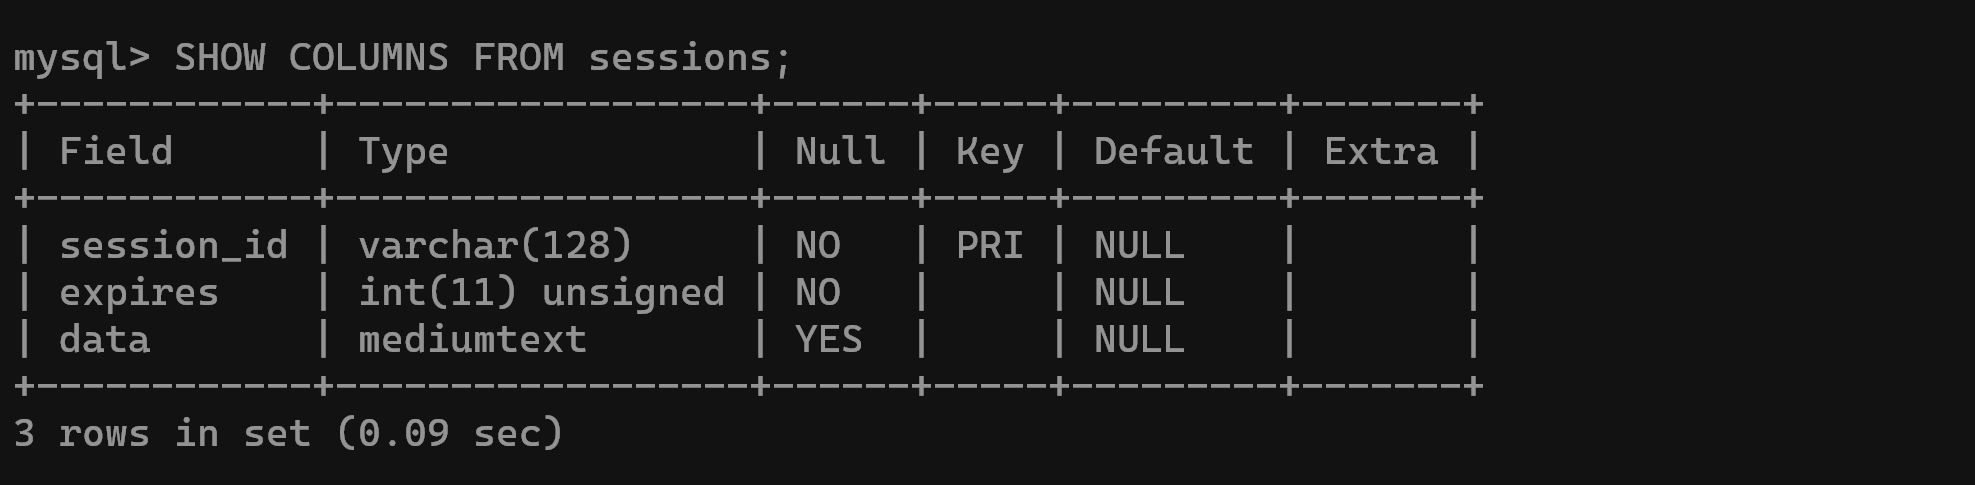 mysql> SHOW COLUMNS FROM sessions;
+------------+------------------+------+-----+---------+-------+
| Field      | Type             | Null | Key | Default | Extra |
+------------+------------------+------+-----+---------+-------+
| session_id | varchar(128)     | NO   | PRI | NULL    |       |
| expires    | int(11) unsigned | NO   |     | NULL    |       |
| data       | mediumtext       | YES  |     | NULL    |       |
+------------+------------------+------+-----+---------+-------+
3 rows in set (0.09 sec)